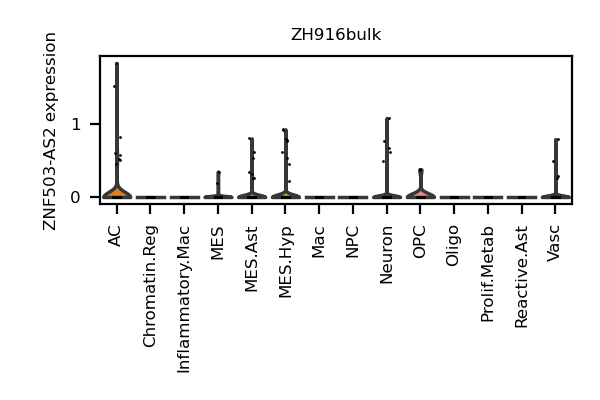 ZH916bulk
ZNF503-AS2 expression
1
0
AC
Chromatin.Reg
Inflammatory.Mac
MES
MES.Ast
MES.Hyp
Mac
NPC
Neuron
OPC
Oligo
Prolif.Metab
Reactive.Ast
Vasc